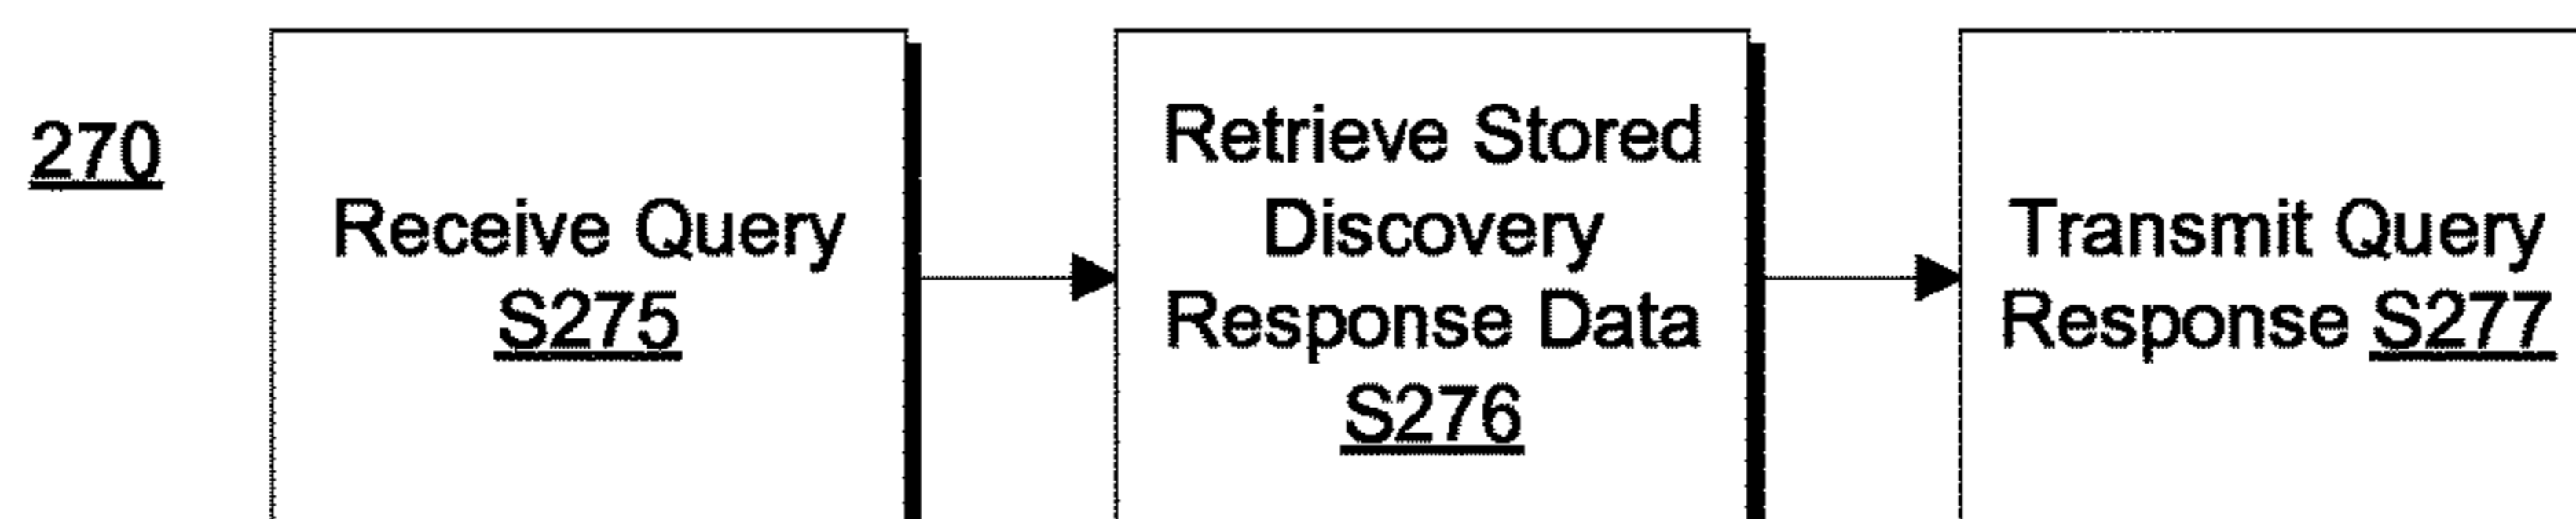 270
Receive Query
S275
Retrieve Stored
Discovery
Response Data
S276
Transmit Query
Response S277